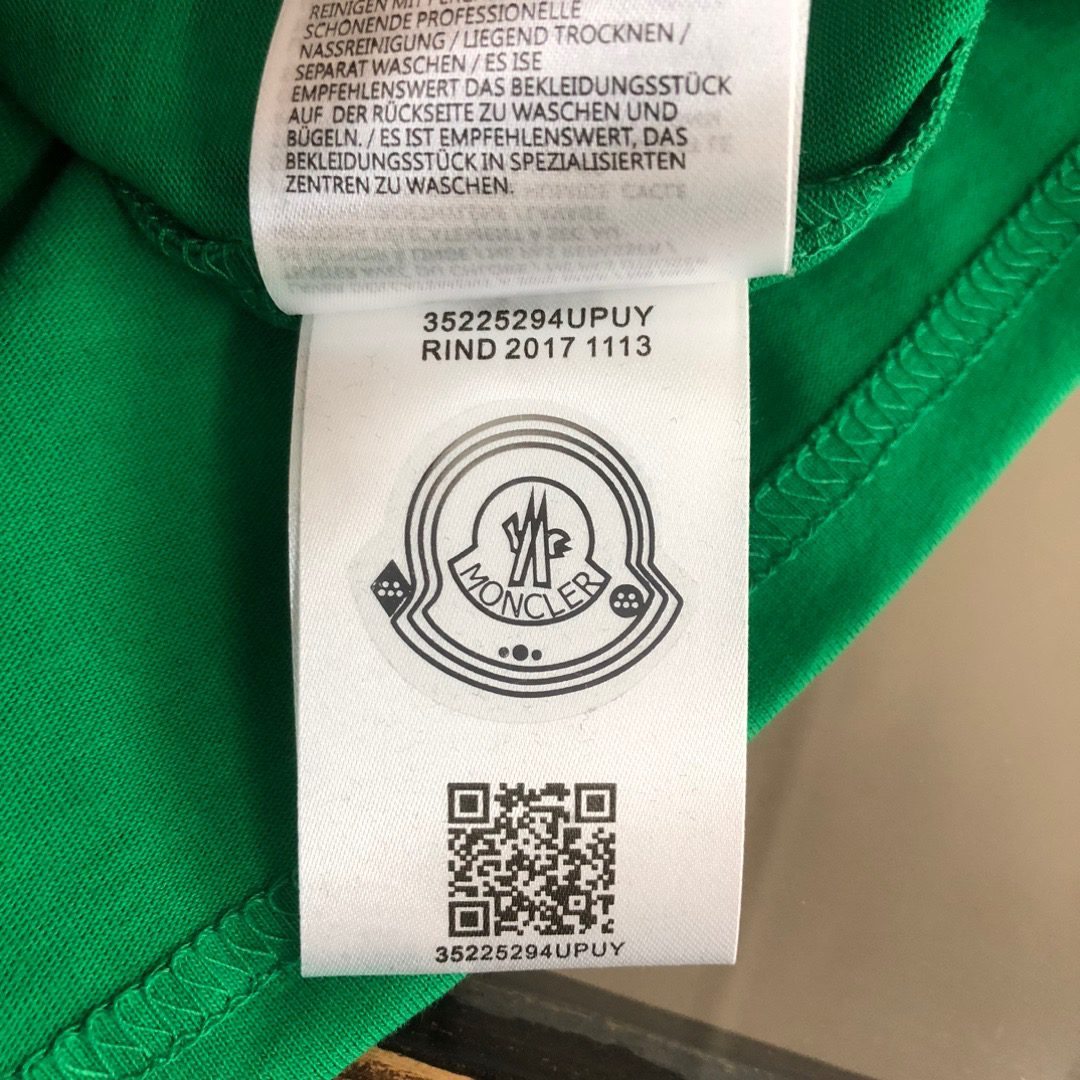 REINIGEN MIT
SCHONENDE PROFESSIONELLE
NASSREINIGUNG / LIEGEND TROCKNEN /
SEPARAT WASCHEN / ES ISE
EMPFEHLENSWERT DAS BEKLEIDUNGSSTÜCK
AUF DER RÜCKSEITE ZU WASCHEN UND
BÜGELN. / ES IST EMPFEHLENSWERT, DAS
BEKLEIDUNGSSTÜCK IN SPEZIALISIERTEN
ZENTREN ZU WASCHEN.
35225294UPUY
RIND 2017 1113
MONCLER
35225294UPUY